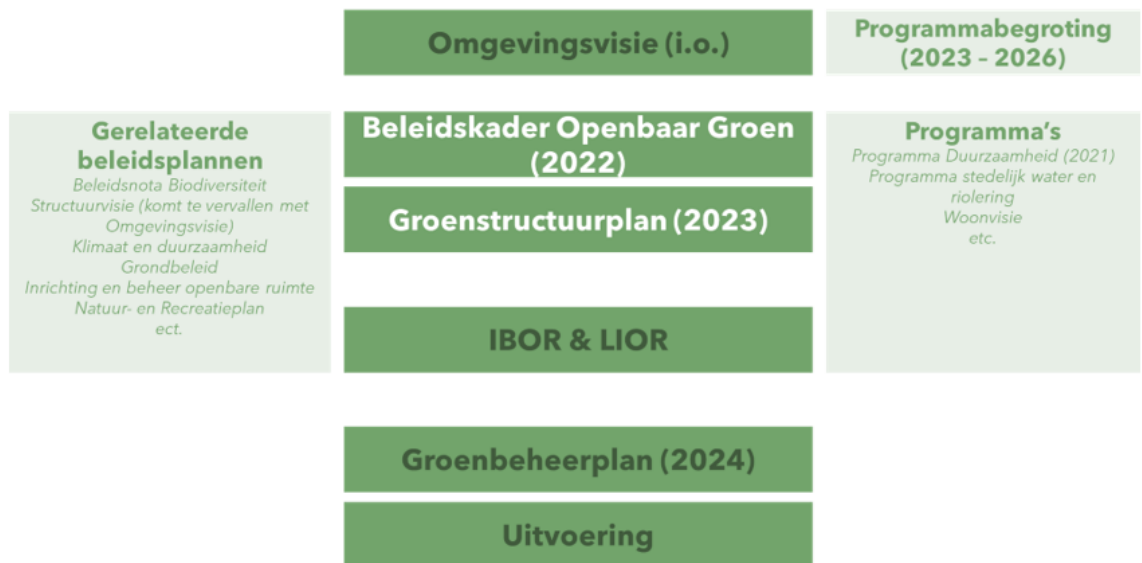 Omgevingsvisie (i.o.)
Programmabegroting
(2023 – 2026)
Gerelateerde
beleidsplannen
Beleidsnota Biodiversiteit
Structuurvisie (komt te vervallen met
Omgevingsvisie)
Klimaat en duurzaamheid
Grondbeleid
Inrichting en beheer openbare ruimte
Natuur- en Recreatieplan
ect.
Beleidskader Openbaar Groen
(2022)
Groenstructuurplan (2023)
Programma's
Programma Duurzaamheid (2021)
Programma stedelijk water en
riolering
Woonvisie
etc.
IBOR & LIOR
Groenbeheerplan (2024)
Uitvoering